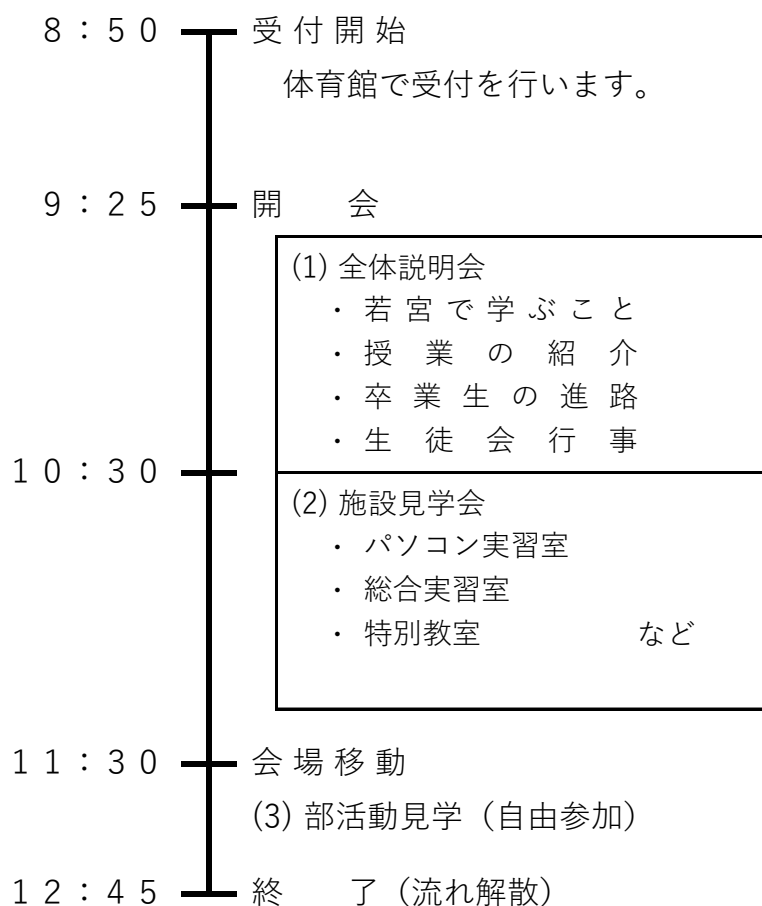 8：50 受付開始
体育館で受付を行います。
9：25 開　会
(1) 全体説明会
・若宮で学ぶこと
・授業の紹介
・卒業生の進路
・生徒会行事
10：30
(2) 施設見学会
・パソコン実習室
・総合実習室
・特別教室　など
11：30 会場移動
(3) 部活動見学（自由参加）
12：45 終　了（流れ解散）